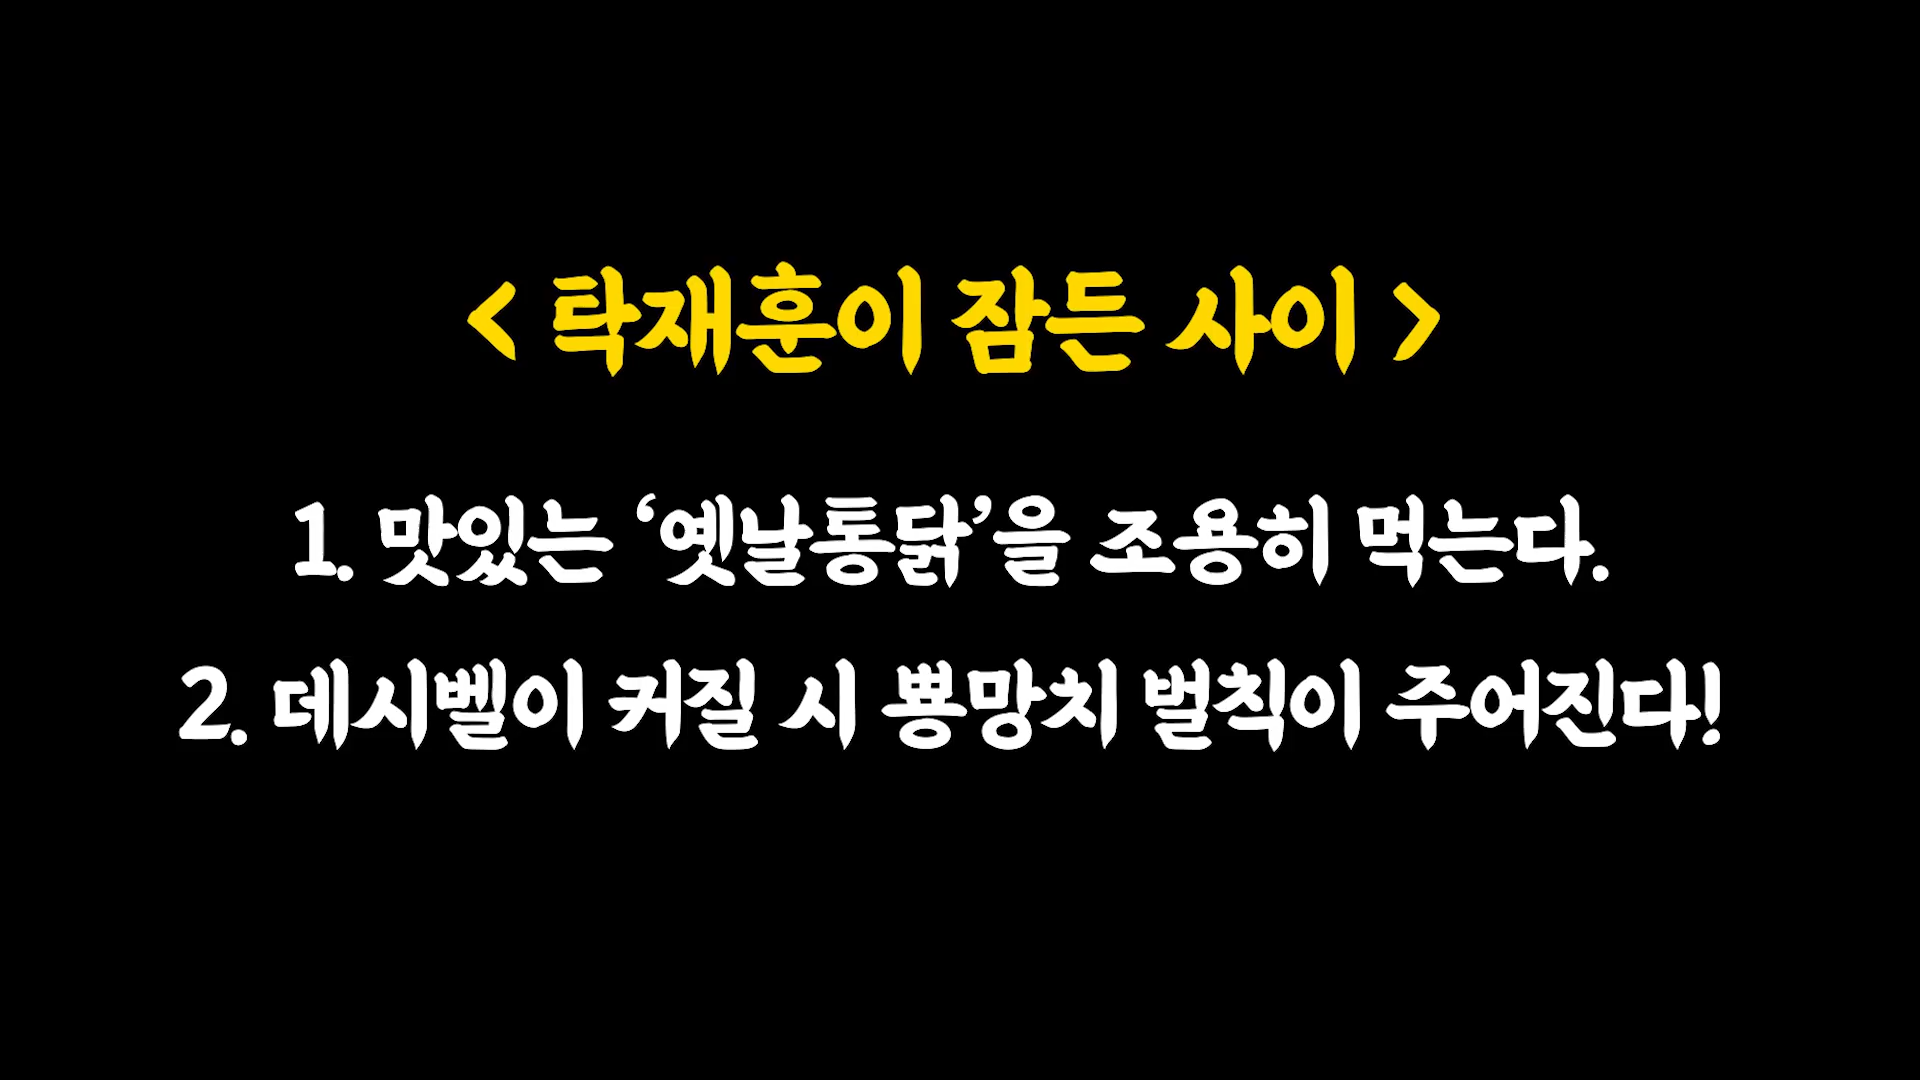 < 탁재훈이 잠든 사이 >
1. 맛있는 ‘옛날통닭’을 조용히 먹는다.
2. 데시벨이 커질 시 뿅망치 벌칙이 주어진다!